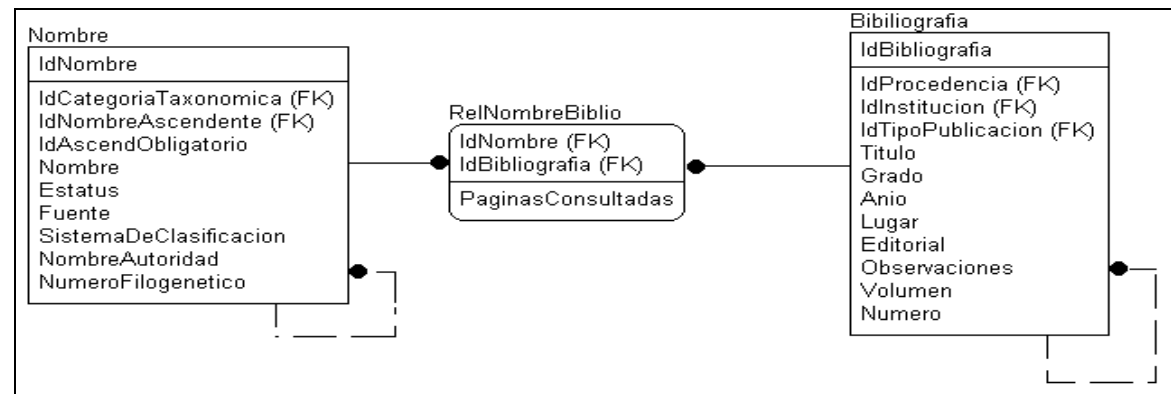 Nombre
IdNombre
IdCategoriaTaxonomica (FK)
IdNombreAscendente (FK)
IdAscendObligatorio
Nombre
Estatus
Fuente
SistemaDeClasificacion
NombreAutoridad
NumeroFilogenetico
RelNombreBiblio
IdNombre (FK)
IdBibliografia (FK)
PaginasConsultadas
Bibiliografia
IdBibliografia
IdProcedencia (FK)
IdInstitucion (FK)
IdTipoPublicacion (FK)
Titulo
Grado
Anio
Lugar
Editorial
Observaciones
Volumen
Numero